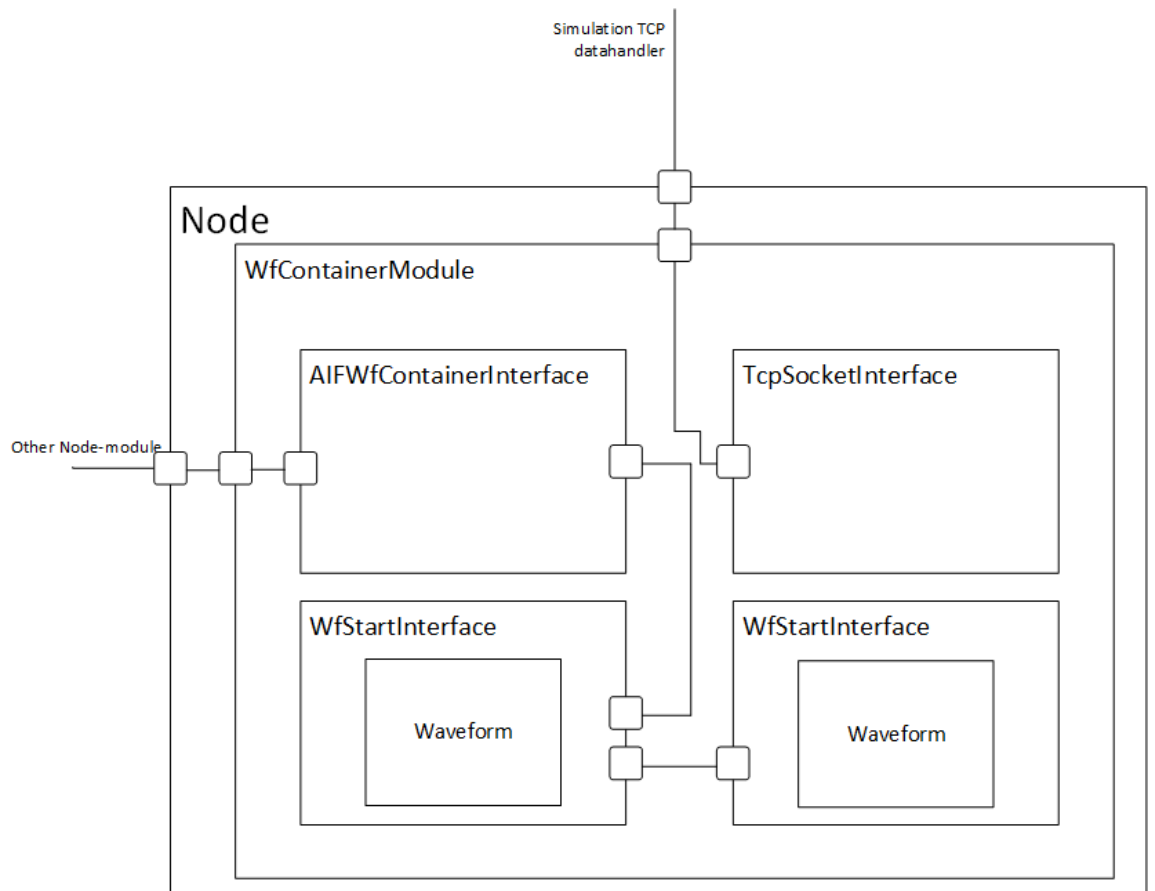 Simulation TCP
datahandler
Node
WfContainerModule
AIFWfContainerInterface
TcpSocketInterface
Other Node-module
WfStartInterface
WfStartInterface
Waveform
Waveform